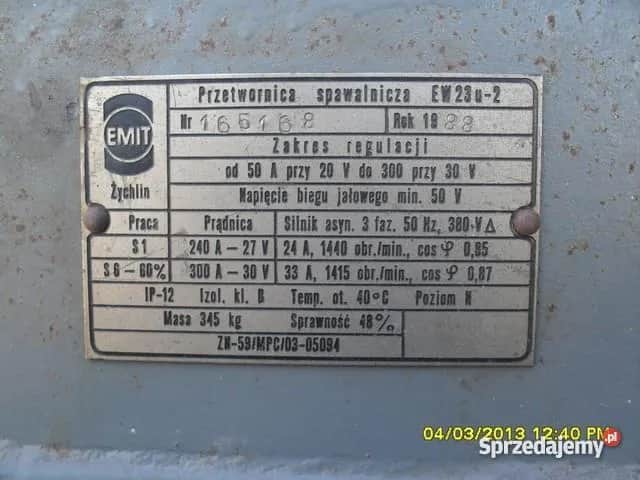 Przetwornica spawalnicza EW23u-2
Nr 165168 Rok 1988
Zakres regulacji
od 50 A przy 20 V do 300 przy 30 V
Napięcie biegu jałowego min. 50 V
EMIT
Żychlin
Praca Prądnica Silnik asyn. 3 faz. 50 Hz, 380 V Δ
S1 240 A – 27 V 24 A, 1440 obr./min., cos φ 0,85
S6 – 60% 300 A – 30 V 33 A, 1415 obr./min., cos φ 0,87
IP-12 Izol. kl. B Temp. ot. 40°C Poziom N
Masa 345 kg Sprawność 48%
ZN-59/MPC/03-05094
04/03/2013 12:40 PM
Sprzedajemy.pl